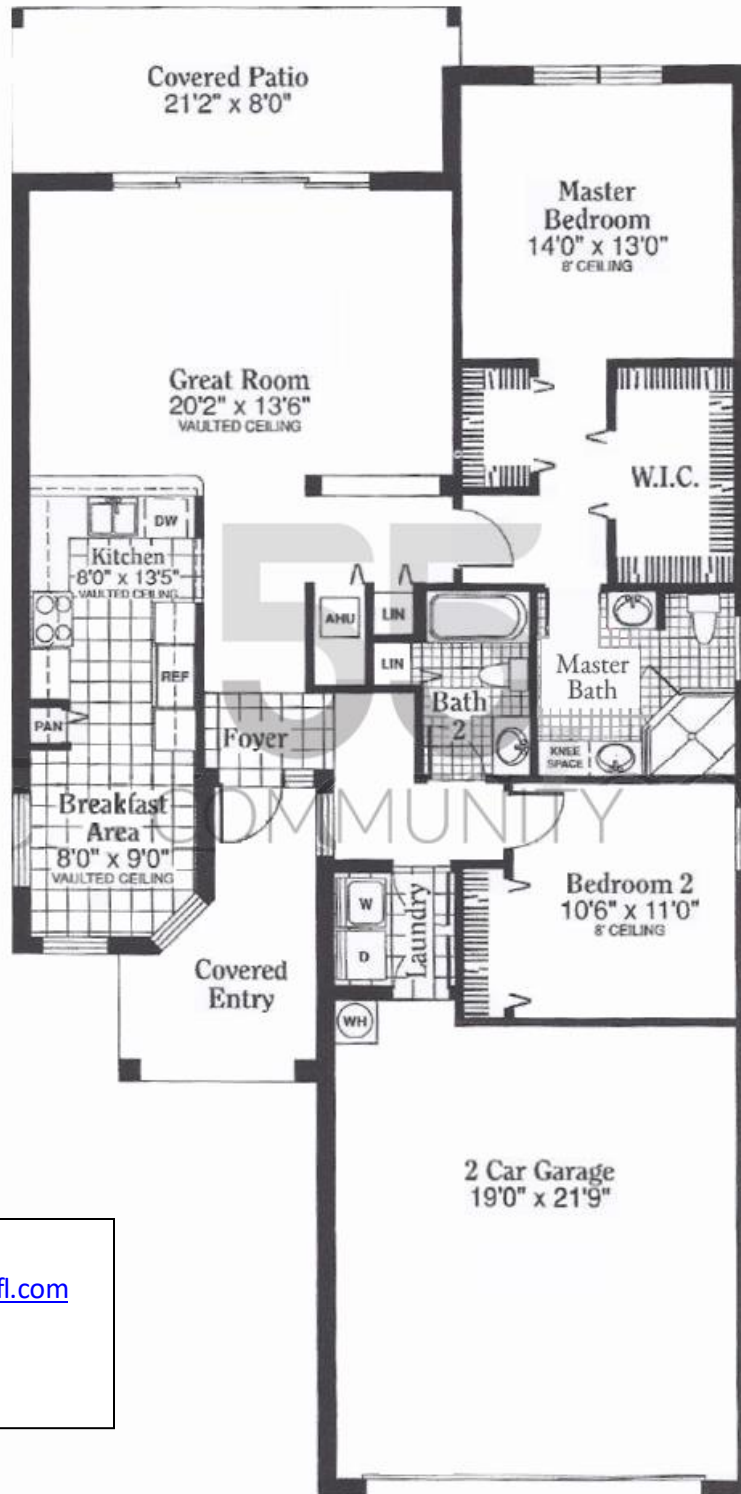 Covered Patio
21'2" x 8'0"
Master
Bedroom
14'0" x 13'0"
8' CEILING
Great Room
20'2" x 13'6"
VAULTED CEILING
W.I.C.
DW
Kitchen
8'0" x 13'5"
VAULTED CEILING
55
AHU
LIN
LIN
REF
Master
Bath
Bath
2
PAN
Foyer
KNEE
SPACE
COMMUNITY
Breakfast
Area
8'0" x 9'0"
VAULTED CEILING
W
D
Laundry
Bedroom 2
10'6" x 11'0"
8' CEILING
Covered
Entry
WH
2 Car Garage
19'0" x 21'9"
fl.com